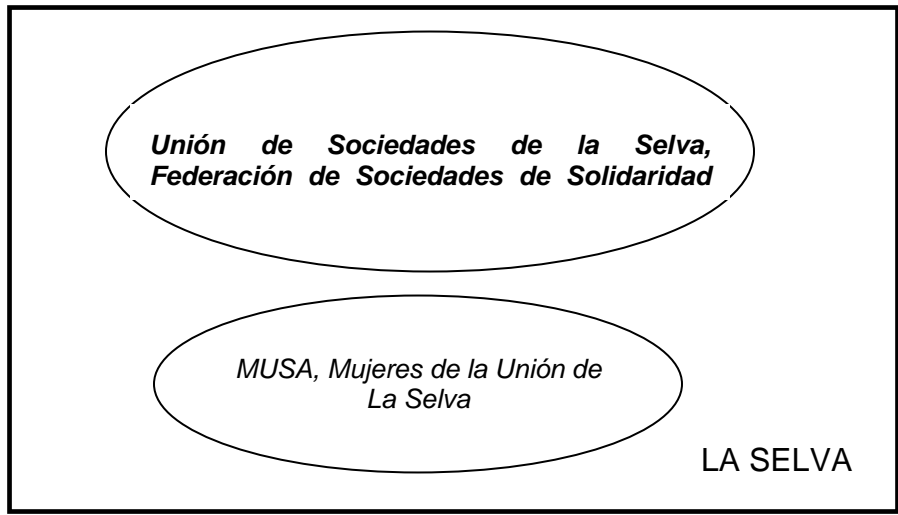 Unión de Sociedades de la Selva,
Federación de Sociedades de Solidaridad
MUSA, Mujeres de la Unión de
La Selva
LA SELVA